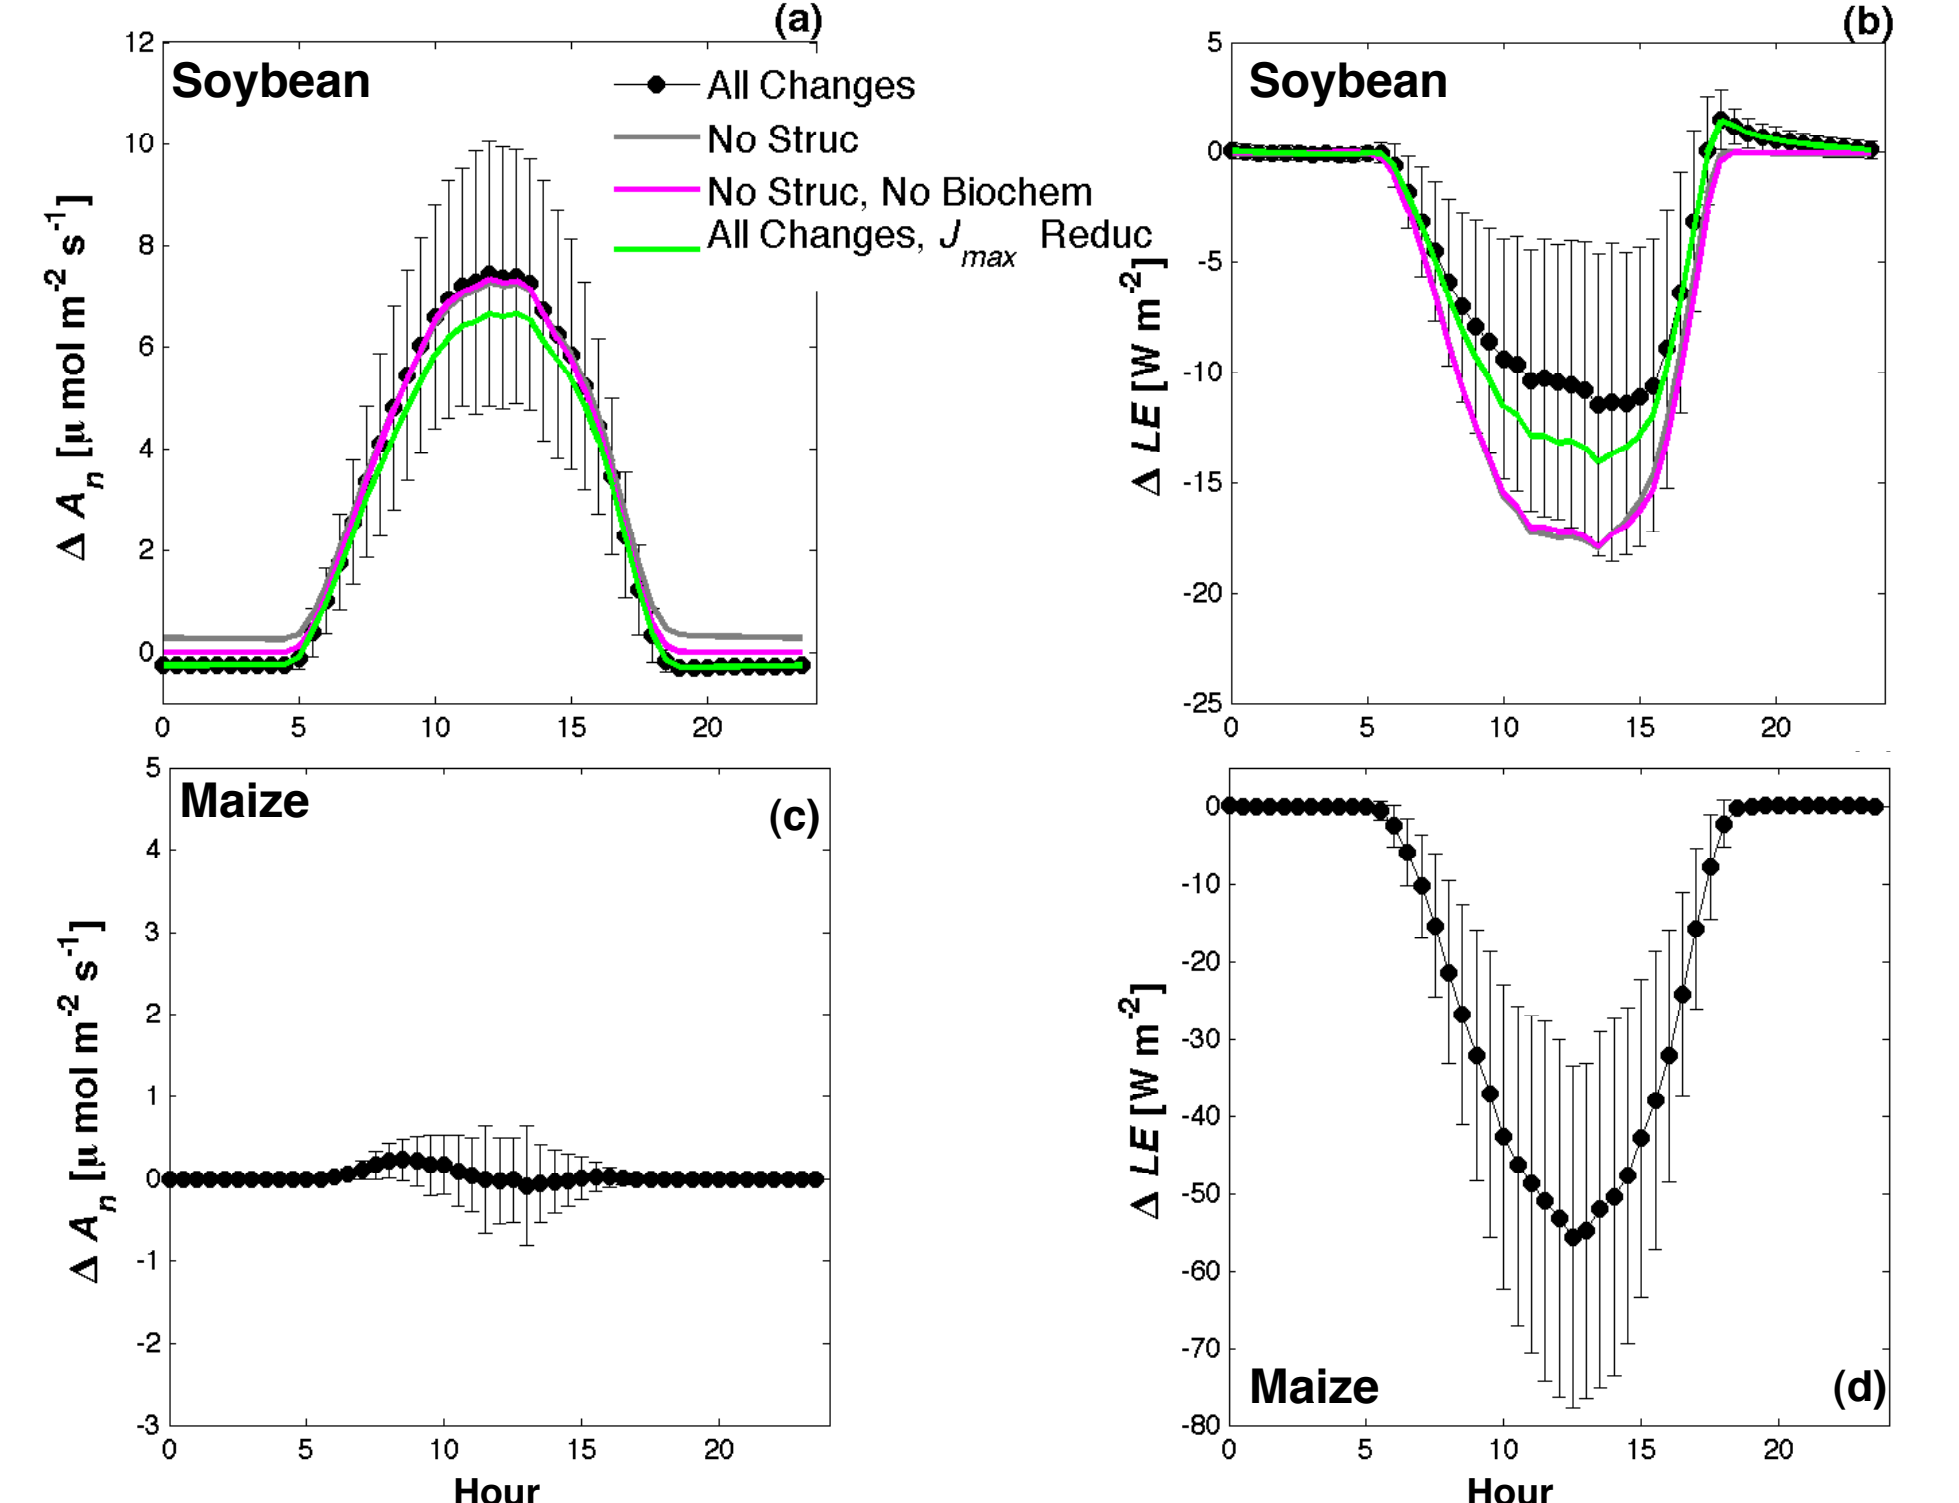 (a)
Soybean
All Changes
No Struc
No Struc, No Biochem
All Changes, Jmax Reduc
Δ An [μ mol m-2 s-1]
12
10
8
6
4
2
0
0 5 10 15 20
(b)
Soybean
Δ LE [W m-2]
5
0
-5
-10
-15
-20
-25
0 5 10 15 20
Maize
(c)
Δ An [μ mol m-2 s-1]
5
4
3
2
1
0
-1
-2
-3
0 5 10 15 20
Hour
Δ LE [W m-2]
0
-10
-20
-30
-40
-50
-60
-70
-80
Maize
(d)
0 5 10 15 20
Hour